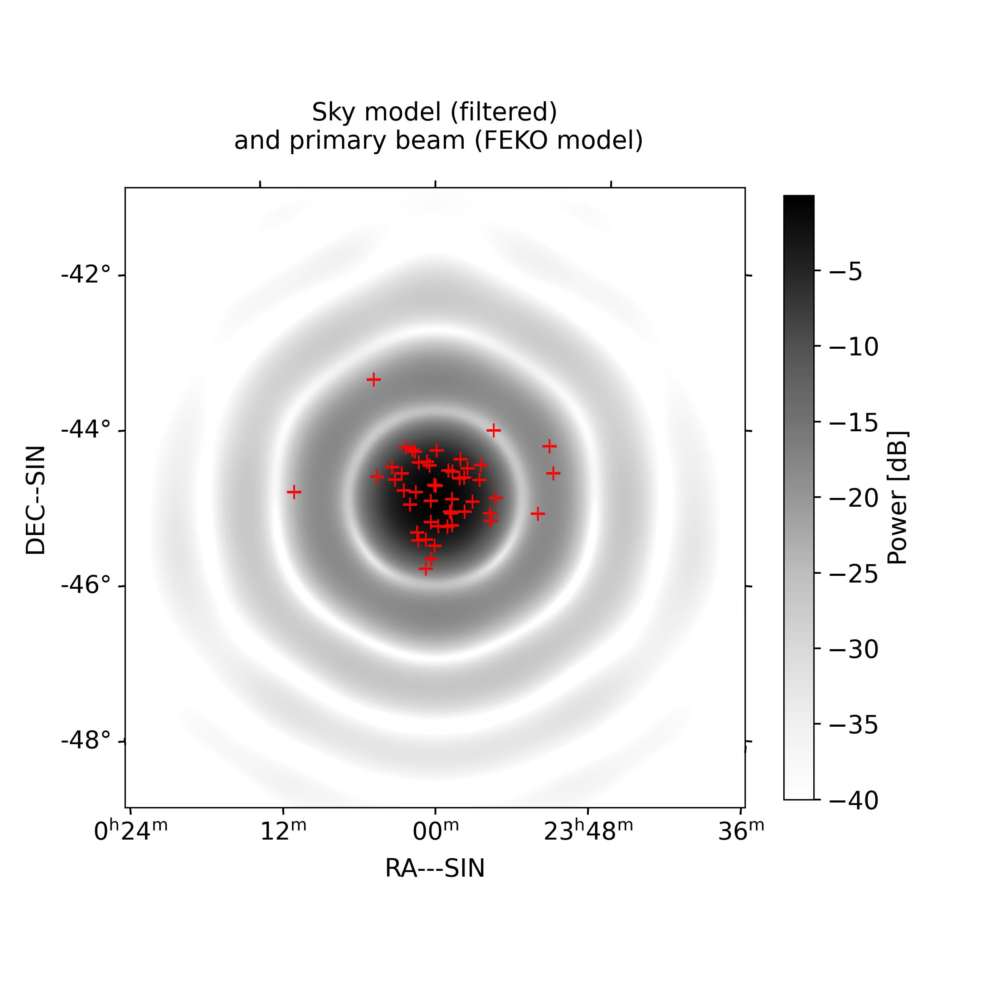 Sky model (filtered)
and primary beam (FEKO model)
-42°
-44°
-46°
-48°
DEC--SIN
0ʰ24ᵐ 12ᵐ 00ᵐ 23ʰ48ᵐ 36ᵐ
RA---SIN
−5
−10
−15
−20
−25
−30
−35
−40
Power [dB]